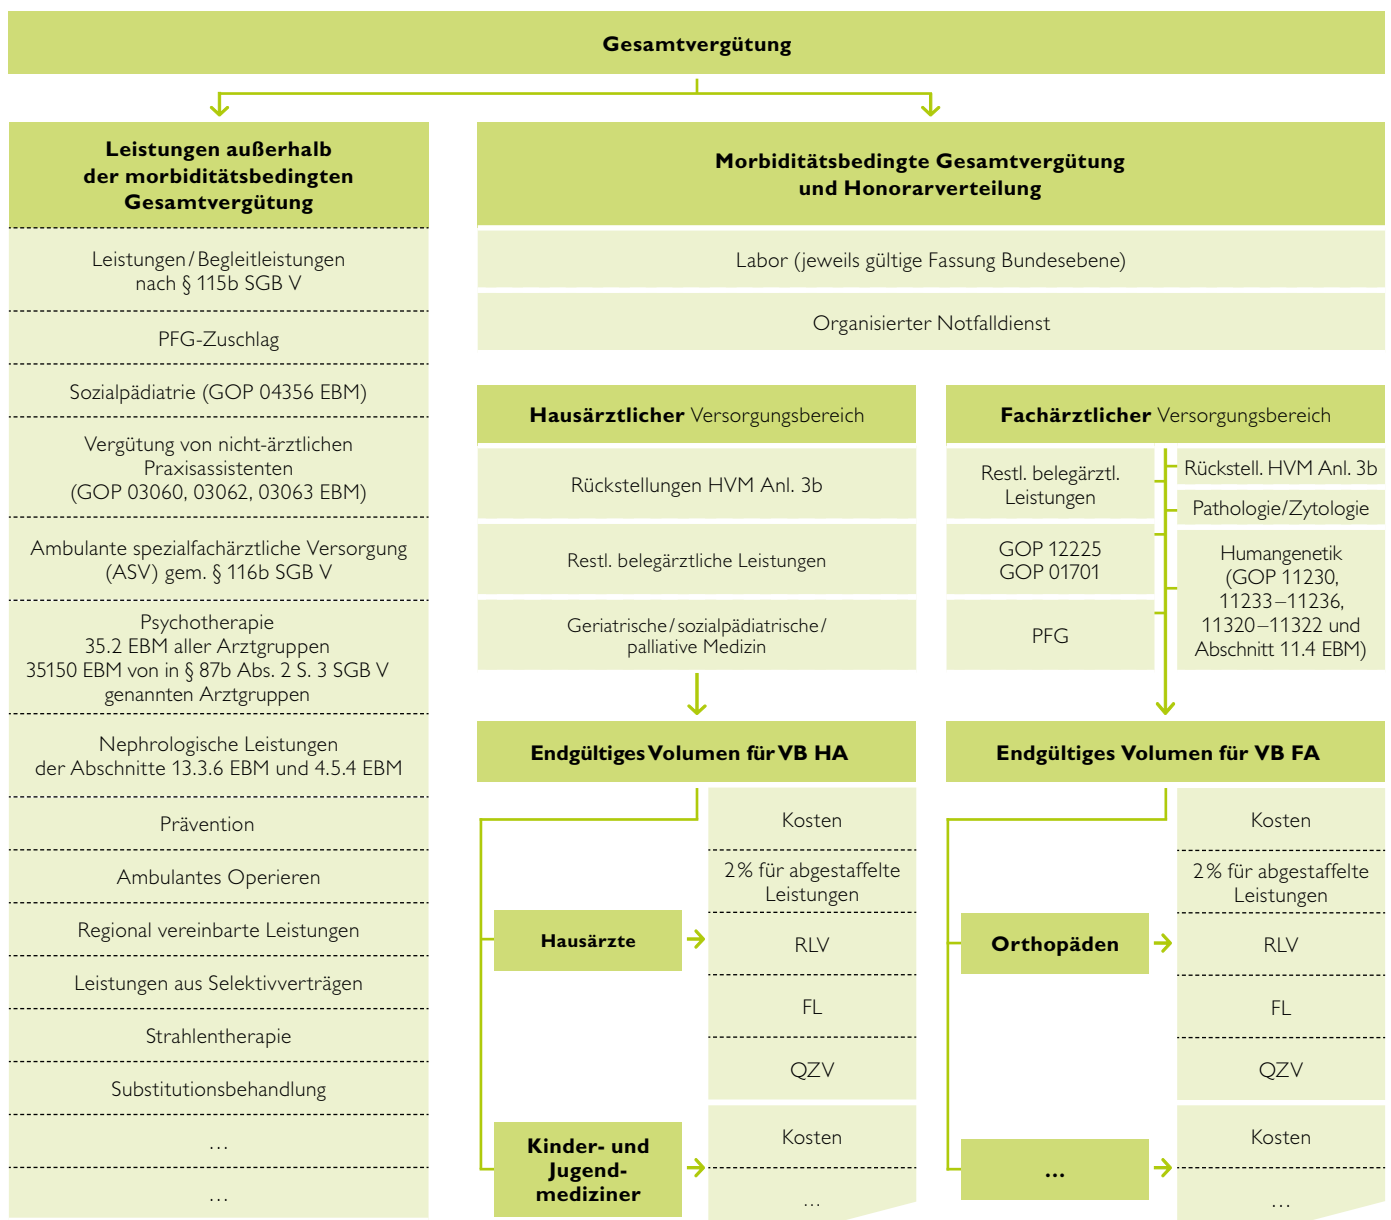 Gesamtvergütung
Leistungen außerhalb
der morbiditätsbedingten
Gesamtvergütung
Leistungen/Begleitleistungen
nach § 115b SGB V
PFG-Zuschlag
Sozialpädiatrie (GOP 04356 EBM)
Vergütung von nicht-ärztlichen
Praxisassistenten
(GOP 03060, 03062, 03063 EBM)
Ambulante spezialfachärztliche Versorgung
(ASV) gem. § 116b SGB V
Psychotherapie
35.2 EBM aller Arztgruppen
35150 EBM von in § 87b Abs. 2 S. 3 SGB V
genannten Arztgruppen
Nephrologische Leistungen
der Abschnitte 13.3.6 EBM und 4.5.4 EBM
Prävention
Ambulantes Operieren
Regional vereinbarte Leistungen
Leistungen aus Selektivverträgen
Strahlentherapie
Substitutionsbehandlung
…
…
Morbiditätsbedingte Gesamtvergütung
und Honorarverteilung
Labor (jeweils gültige Fassung Bundesebene)
Organisierter Notfalldienst
Hausärztlicher Versorgungsbereich
Rückstellungen HVM Anl. 3b
Restl. belegärztliche Leistungen
Geriatrische/sozialpädiatrische/
palliative Medizin
Endgültiges Volumen für VB HA
Hausärzte
Kosten
2% für abgestaffelte
Leistungen
RLV
FL
QZV
Kinder- und
Jugend-
mediziner
Kosten
…
Fachärztlicher Versorgungsbereich
Restl. belegärztl.
Leistungen
GOP 12225
GOP 01701
PFG
Rückstell. HVM Anl. 3b
Pathologie/Zytologie
Humangenetik
(GOP 11230,
11233–11236,
11320–11322 und
Abschnitt 11.4 EBM)
Endgültiges Volumen für VB FA
Orthopäden
Kosten
2% für abgestaffelte
Leistungen
RLV
FL
QZV
…
Kosten
…